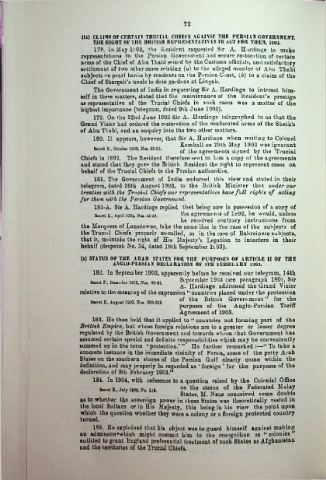 72
(iii) CLAIMS OF CERTAIN TRUCIAL CHIEFS AGAINST THE PERSIAN GOVERNMENT.
THE RIGHT OF THE BRITISH REPRESENTATIVES TO ACT FOR THEM, 1903.
178. In May 1903, the Resident requested Sir A. Hardinge to make
representations to the Persian Government and secure restoration of certain
arms of the Chief of Abu Thabi seized by the Customs officials, and satisfactory
settlement of two other cases relating (a) to the alleged murder of Abu Thabi
subjects on pearl banks by residents on the Persian Coast, (b) to a claim of the
Chief of Shargah's uncle to date gardens at Lingah.
The Government of India in requesting Sir A. Hardinge to interest him-
self in these matters, stated that the maintenance of the Resident's prestige
as representative of the Trucial Chiefs in such cases was a matter of the
highest importance (telegram, dated 9th June 1903).
179. On the 22nd June 1903 Sir A. Hardinge telegraphed to us that the
Grand Vizier had ordered the restoration of the confiscated arms of the Sheikh
of Abu Thabi, and an enquiry into the two other matters.
180. It appears, however, that Sir A. Hardinge when writing to Colonel
Kemball on 20th May 1903 was ignorant
of the agreements signed by the Trucial
Chiefs in 1892. The Resident therefore sent to him a copy of the agreements
and stated that they gave the British Resident the right to represent cases on
behalf of the Trucial Chiefs to the Persian authorities.
181. The Government of India endorsed this view and stated in their
telegram, dated 26th August 1903, to the British Minister that under our
treaties with the Trucial Chiefs our representatives have full rights of acting
for them with the Persian Government.
181-A. Sir A. Hardinge replied that being now in possession of a copy of
the agreements of 1892, he would, unless
he received contrary instructions from
the Marquess of Lansdowne, take the same line in the case of the subjects of
the Trucial Chiefs properly so-called, as in the case of Bahreinese subjects,
that is, maintain the right of His Majesty's Legation to interfere in their
behalf (despatch No. 34, dated 18th September 1903).
(x) STATUS OF THE ARAB STATES FOR THE PURPOSES OF ARTICLE II OF THE
ANGLO-PERSIAN DECLARATION OF 9TH FEBRUARY 1903.
182. In September 1903, apparently before he received our telegram, 14th
September 1903 (see paragraph 180), Sir
A. Hardinge addressed the Grand Vizier
relative to the meaning of the expression "countries placed under the protection
of the British Government" for the
purposes of the Anglo-Persian Tariff
Agreement of 1903.
183. He then held that it applied to "countries not forming part of the
British Empire, but whose foreign relations are to a greater or lesser degree
regulated by the British Government and towards whom that Government has
assumed certain special and definite responsibilities which may be conveniently
summed up in the term "protection."" He further remarked :—"To take a
concrete instance in the immediate vicinity of Persia, some of the petty Arab
States on the southern shores of the Persian Gulf clearly come within the
definition, and may properly be regarded as 'foreign' for the purposes of the
declaration of 9th February 1903."
184. In 1904, with reference to a question raised by the Colonial Office
on the status of the Federated Malay
States, M. Naus conceived some doubts
as to whether the sovereign power in those States was theoretically vested in
the local Sultans or in His Majesty, this being in his view the point upon
which the question whether they were a colony or a foreign protected country
turned.
185. He explained that his object was to guard himself against making
an admission which might commit him to the recognition as "colonies"
entitled to grant England preferential treatment of such States as Afghanistan
and the territories of the Trucial Chiefs.